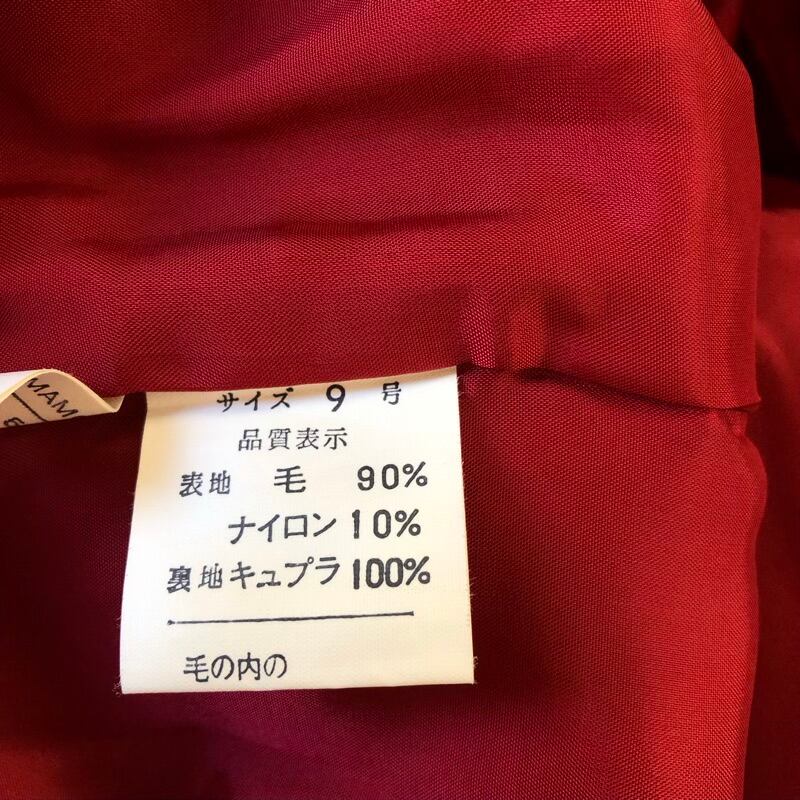 サイズ 9 号
品質表示
表地 毛 90%
ナイロン 10%
裏地 キュプラ 100%
毛の内の
MAM